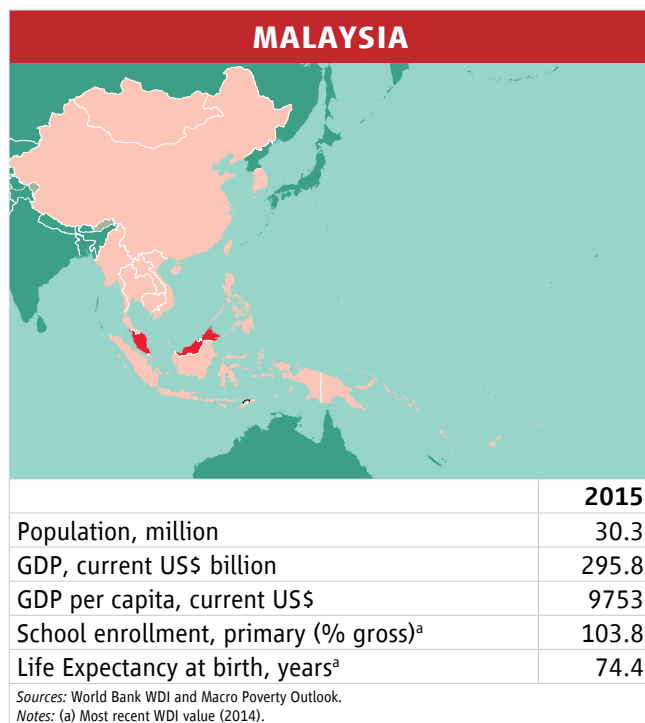 MALAYSIA
2015
Population, million 30.3
GDP, current US$ billion 295.8
GDP per capita, current US$ 9753
School enrollment, primary (% gross)ᵃ 103.8
Life Expectancy at birth, yearsᵃ 74.4
Sources: World Bank WDI and Macro Poverty Outlook.
Notes: (a) Most recent WDI value (2014).